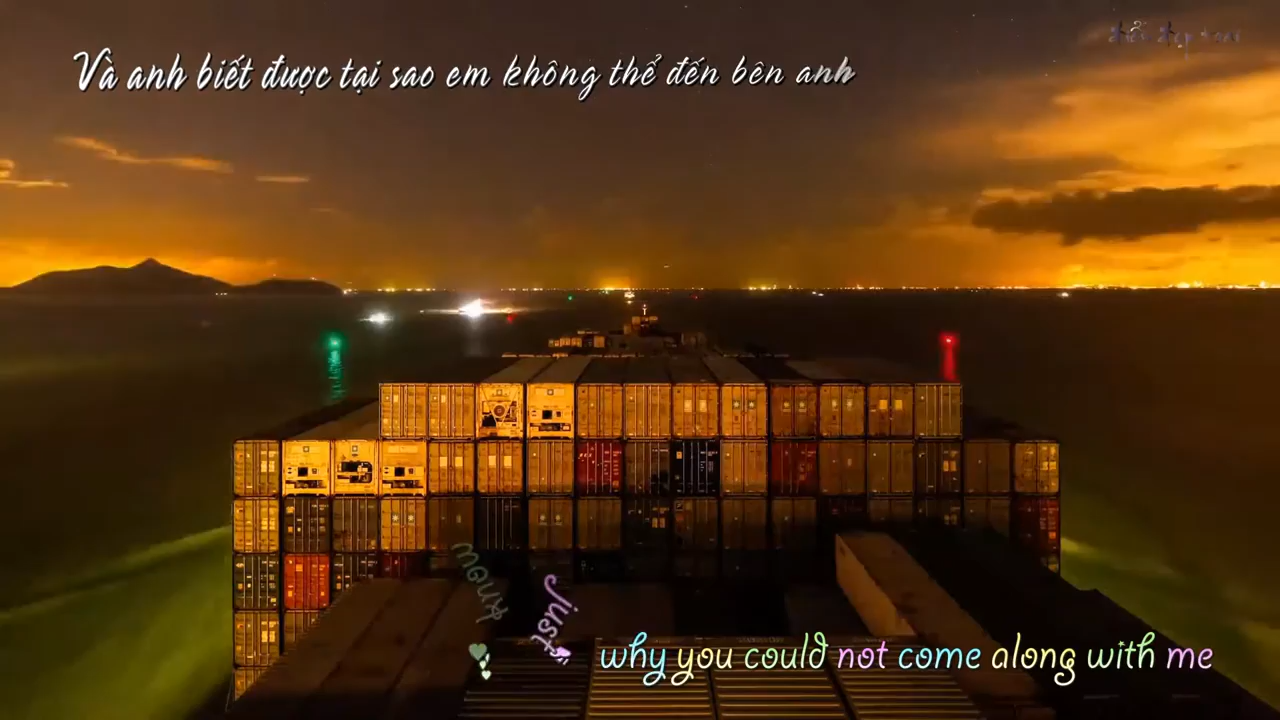 Và anh biết được tại sao em không thể đến bên anh
know just why you could not come along with me